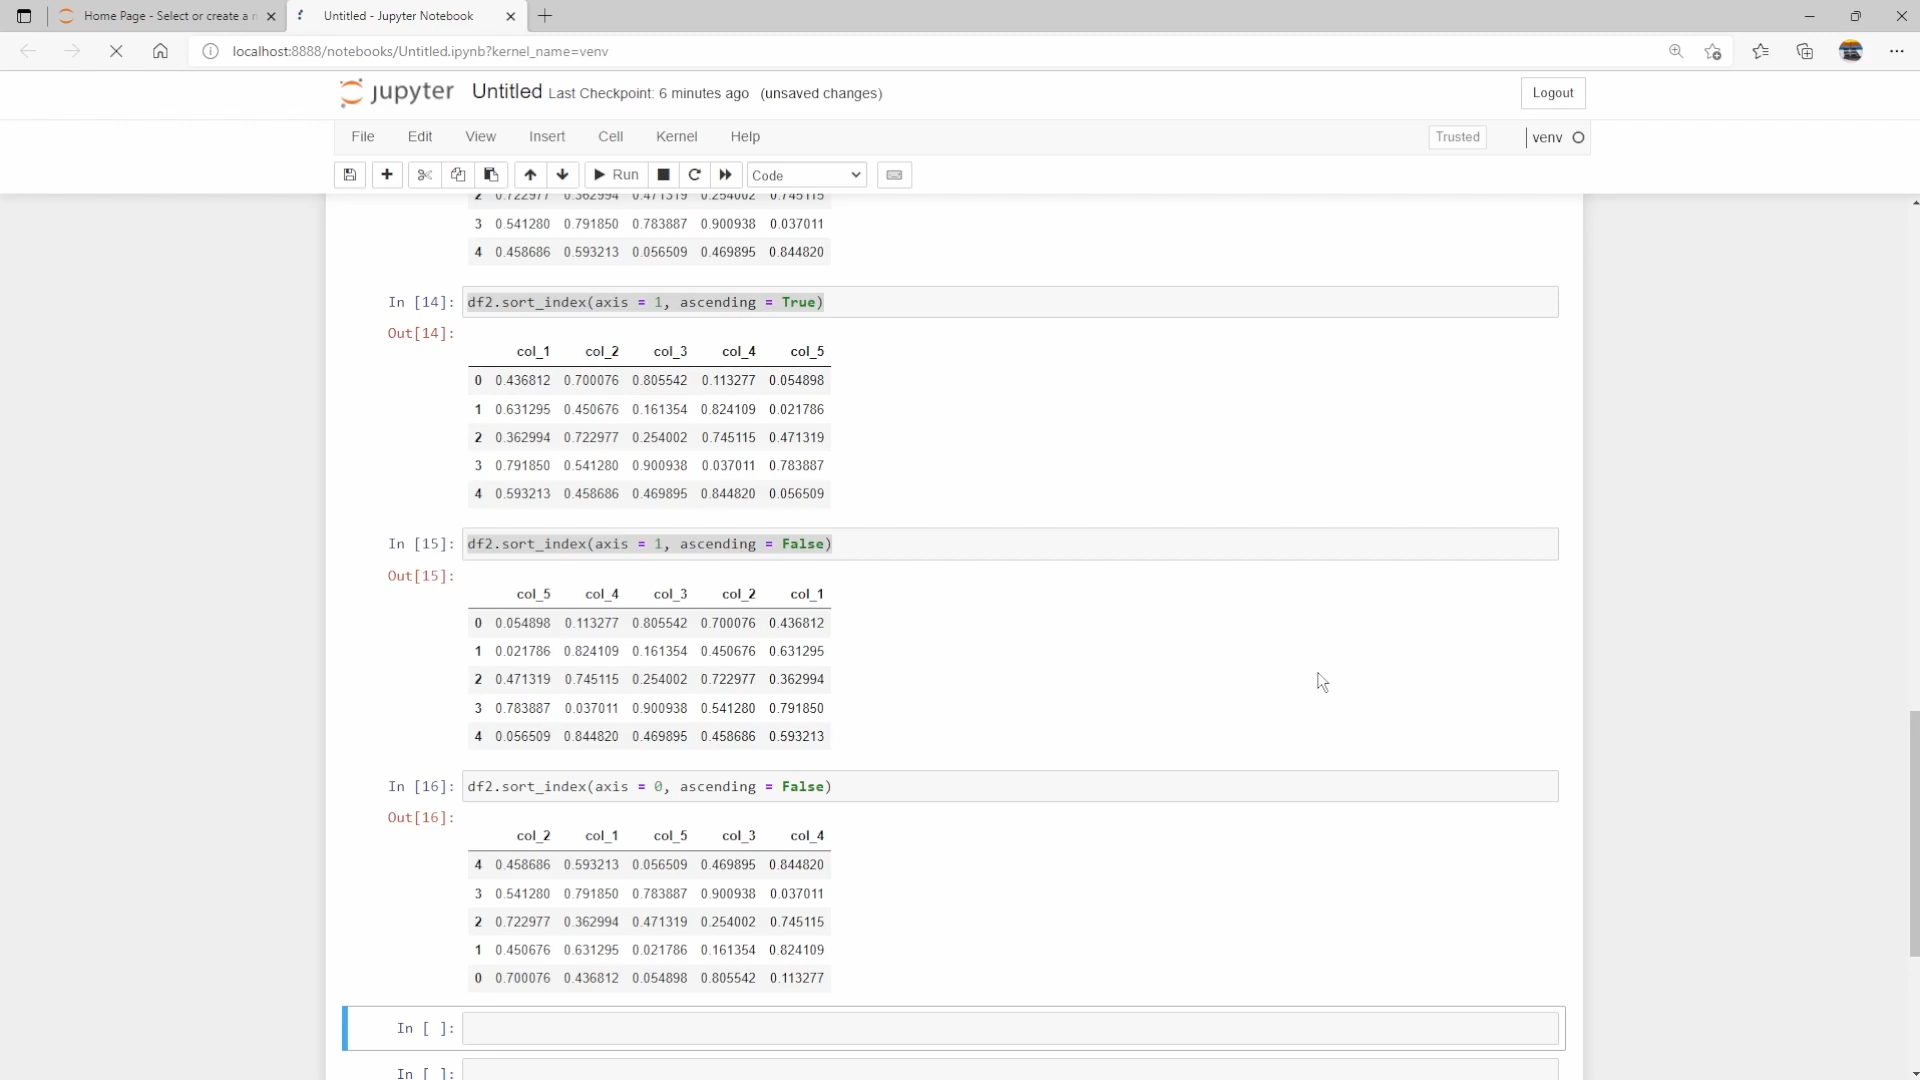 Home Page - Select or create a n
Untitled - Jupyter Notebook
localhost:8888/notebooks/Untitled.ipynb?kernel_name=venv
jupyter Untitled Last Checkpoint: 6 minutes ago (unsaved changes)
Logout
File Edit View Insert Cell Kernel Help
Trusted
venv
Run
Code
2 0.722977 0.362994 0.471319 0.254002 0.745115
3 0.541280 0.791850 0.783887 0.900938 0.037011
4 0.458686 0.593213 0.056509 0.469895 0.844820
In [14]: df2.sort_index(axis = 1, ascending = True)
Out[14]:
col_1 col_2 col_3 col_4 col_5
0 0.436812 0.700076 0.805542 0.113277 0.054898
1 0.631295 0.450676 0.161354 0.824109 0.021786
2 0.362994 0.722977 0.254002 0.745115 0.471319
3 0.791850 0.541280 0.900938 0.037011 0.783887
4 0.593213 0.458686 0.469895 0.844820 0.056509
In [15]: df2.sort_index(axis = 1, ascending = False)
Out[15]:
col_5 col_4 col_3 col_2 col_1
0 0.054898 0.113277 0.805542 0.700076 0.436812
1 0.021786 0.824109 0.161354 0.450676 0.631295
2 0.471319 0.745115 0.254002 0.722977 0.362994
3 0.783887 0.037011 0.900938 0.541280 0.791850
4 0.056509 0.844820 0.469895 0.458686 0.593213
In [16]: df2.sort_index(axis = 0, ascending = False)
Out[16]:
col_2 col_1 col_5 col_3 col_4
4 0.458686 0.593213 0.056509 0.469895 0.844820
3 0.541280 0.791850 0.783887 0.900938 0.037011
2 0.722977 0.362994 0.471319 0.254002 0.745115
1 0.450676 0.631295 0.021786 0.161354 0.824109
0 0.700076 0.436812 0.054898 0.805542 0.113277
In [ ]:
In [ ]: